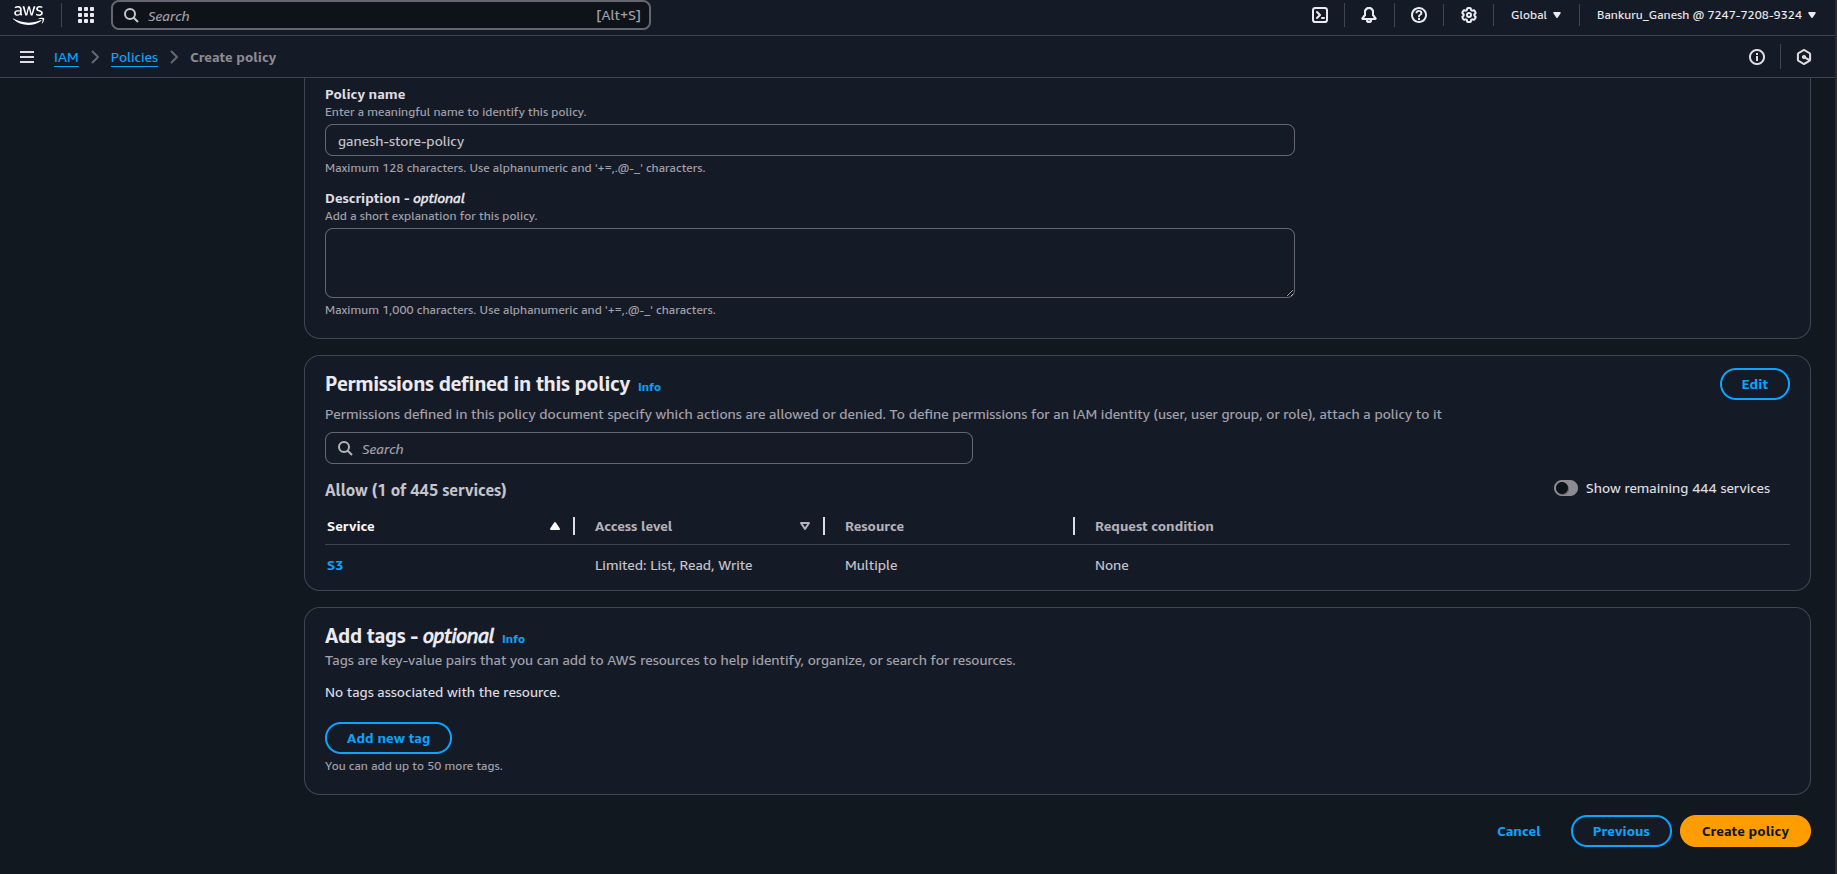 aws
Search [Alt+S]
Global
Bankuru_Ganesh @ 7247-7208-9324
IAM
Policies
Create policy
Policy name
Enter a meaningful name to identify this policy.
ganesh-store-policy
Maximum 128 characters. Use alphanumeric and '+=,.@-_' characters.
Description - optional
Add a short explanation for this policy.
Maximum 1,000 characters. Use alphanumeric and '+=,.@-_' characters.
Permissions defined in this policy Info
Edit
Permissions defined in this policy document specify which actions are allowed or denied. To define permissions for an IAM identity (user, user group, or role), attach a policy to it
Search
Allow (1 of 445 services)
Show remaining 444 services
Service Access level Resource Request condition
S3 Limited: List, Read, Write Multiple None
Add tags - optional Info
Tags are key-value pairs that you can add to AWS resources to help identify, organize, or search for resources.
No tags associated with the resource.
Add new tag
You can add up to 50 more tags.
Cancel Previous Create policy